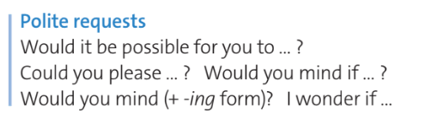 Polite requests
Would it be possible for you to ... ?
Could you please ... ? Would you mind if ... ?
Would you mind (+ -ing form)? I wonder if ...